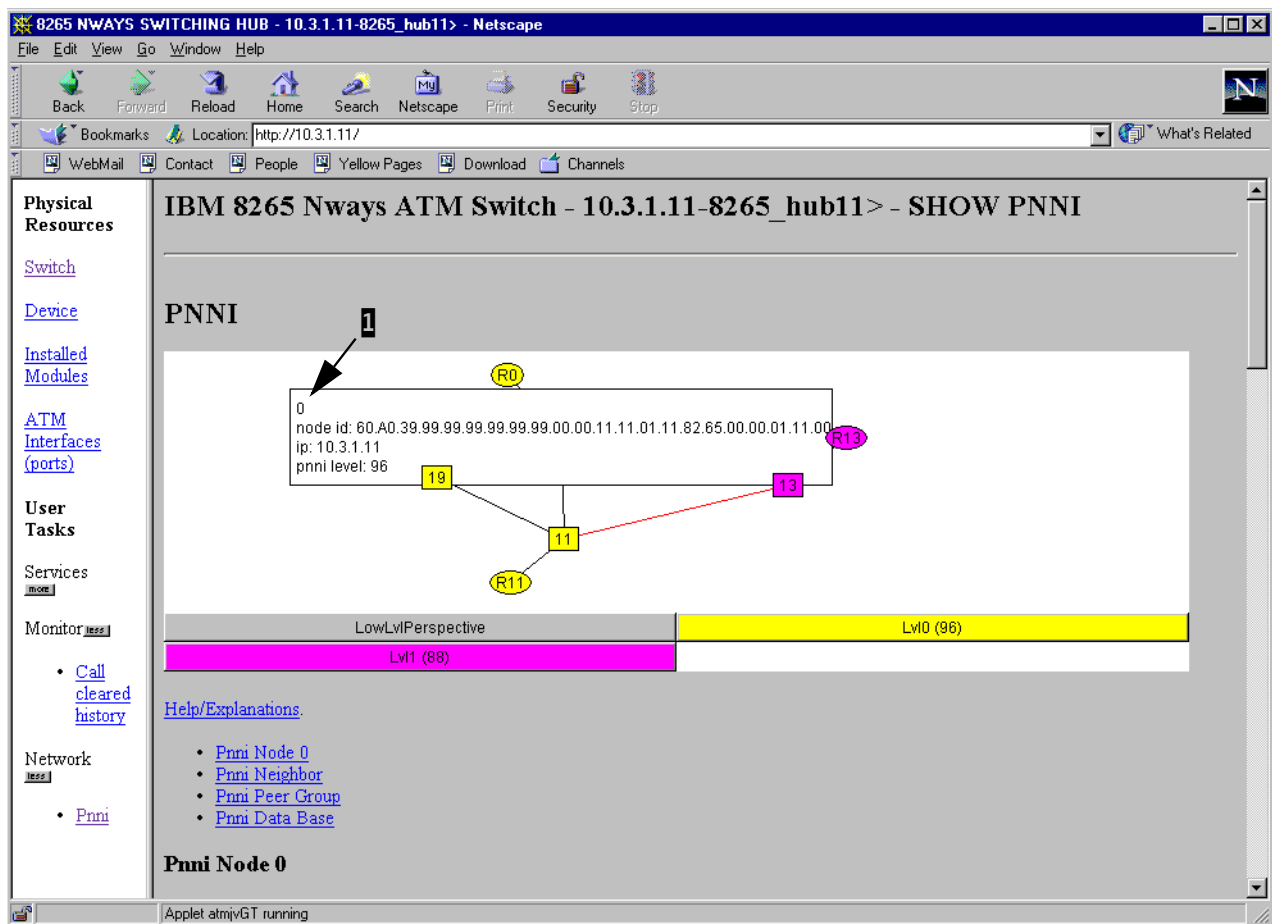 8265 NWAYS SWITCHING HUB - 10.3.1.11-8265_hub11> - Netscape
File Edit View Go Window Help
Back Forward Reload Home Search Netscape Print Security Stop
My
N
Bookmarks Location: http://10.3.1.11/ What's Related
WebMail Contact People Yellow Pages Download Channels
Physical
Resources
Switch
Device
Installed
Modules
ATM
Interfaces
(ports)
User
Tasks
Services
more
Monitor less
• Call
cleared
history
Network
less
• Pnni
IBM 8265 Nways ATM Switch - 10.3.1.11-8265_hub11> - SHOW PNNI
PNNI
1
R0
0
node id: 60.A0.39.99.99.99.99.99.99.00.00.11.11.01.11.82.65.00.00.01.11.00
R13
ip: 10.3.1.11
pnni level: 96
19
13
11
R11
LowLvlPerspective
Lvl0 (96)
Lvl1 (88)
Help/Explanations.
• Pnni Node 0
• Pnni Neighbor
• Pnni Peer Group
• Pnni Data Base
Pnni Node 0
Applet atmjvGT running